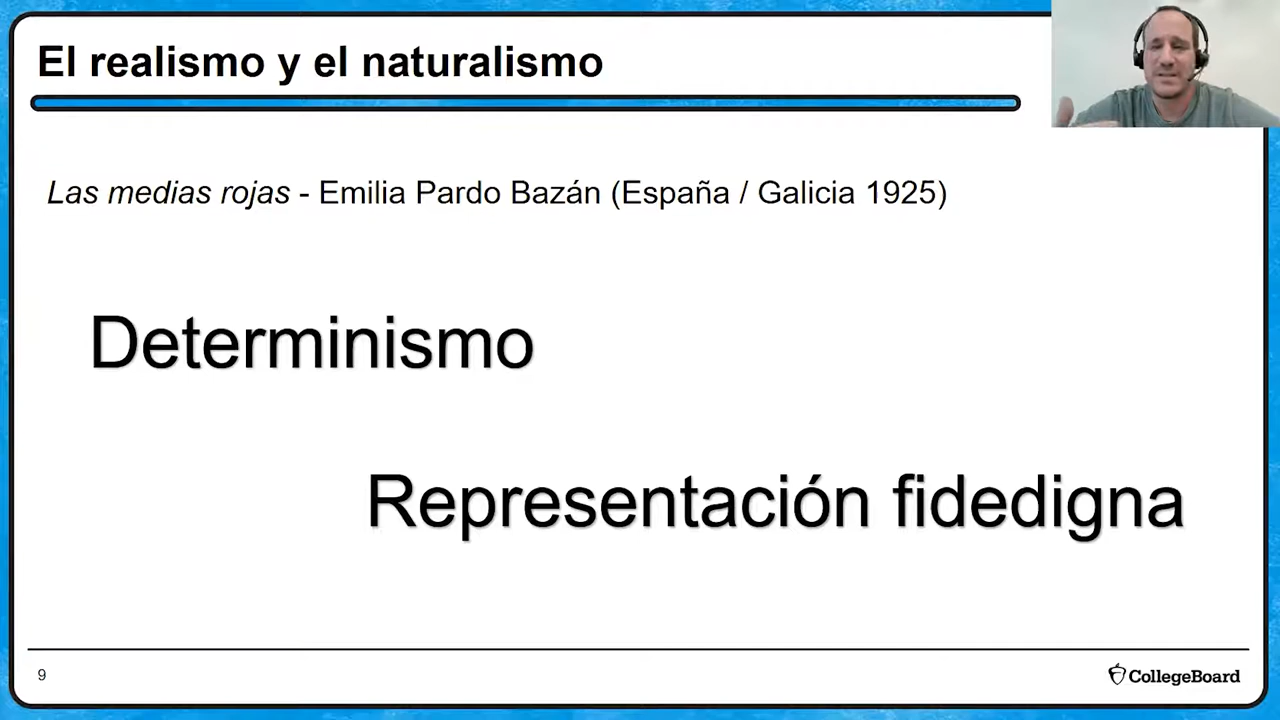 El realismo y el naturalismo
Las medias rojas - Emilia Pardo Bazán (España / Galicia 1925)
Determinismo
Representación fidedigna
9
CollegeBoard